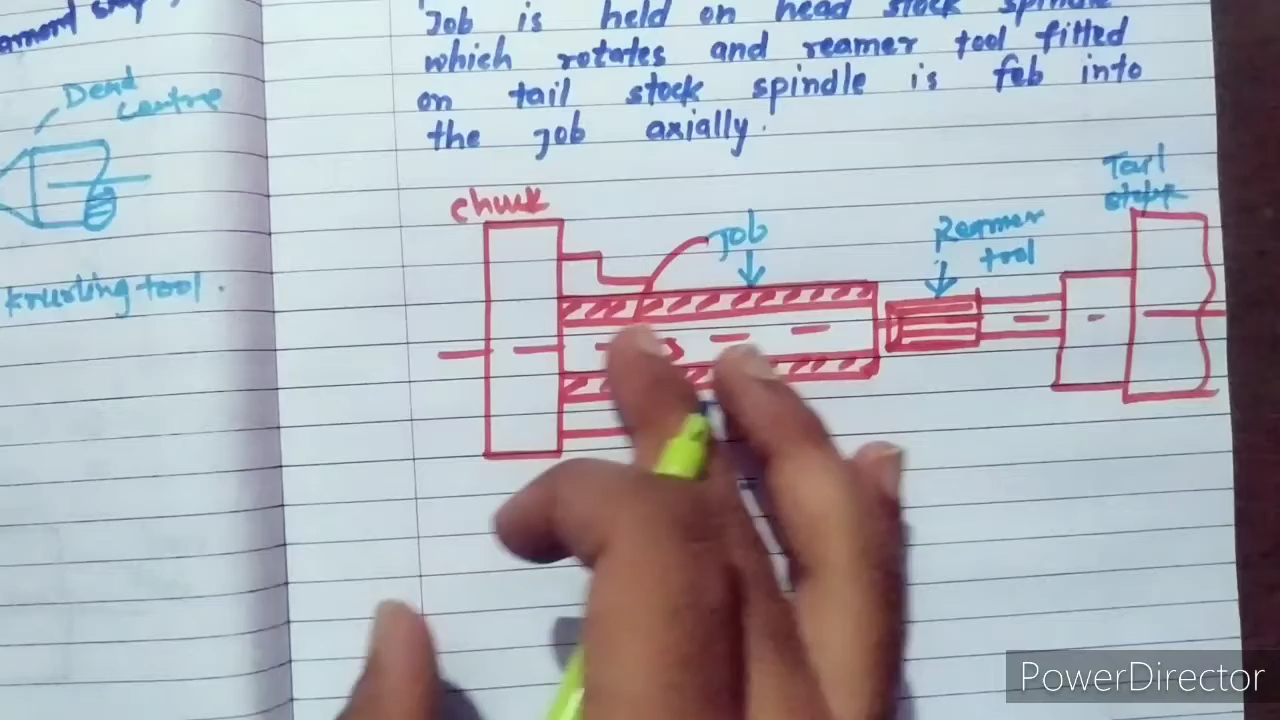 Job is held on head stock spindle
which rotates and reamer tool fitted
on tail stock spindle is feb into
the job axially.
Dead
centre
knurling tool.
chuck
Job
Reamer
tool
Tail
PowerDirector